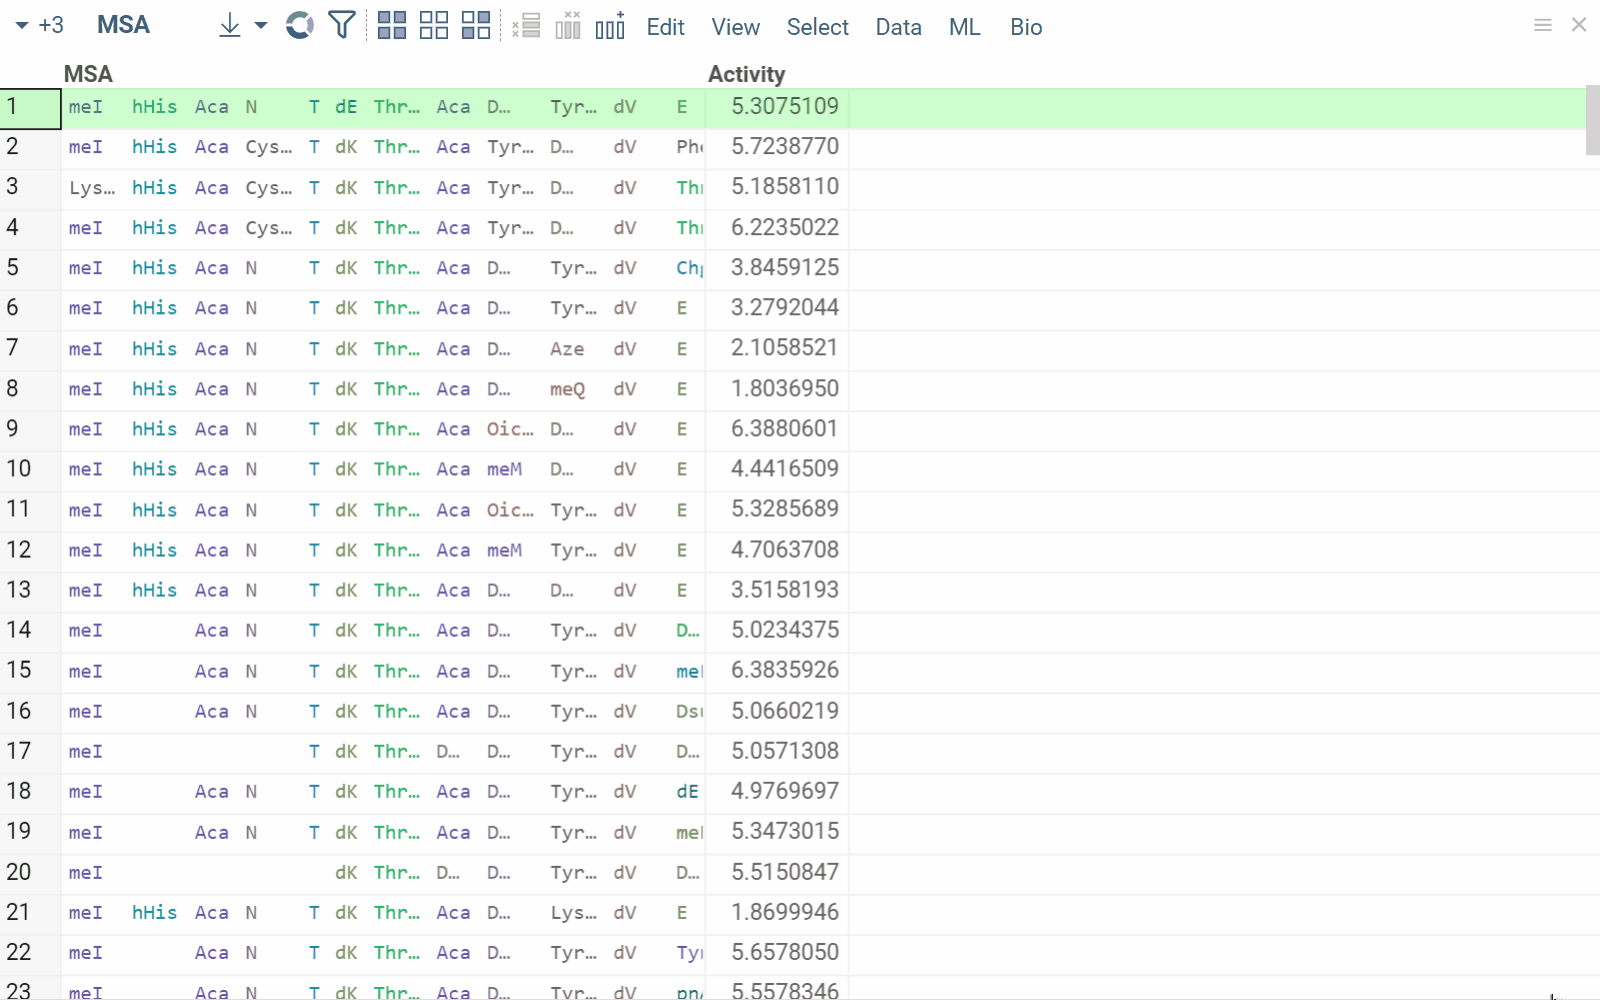 +3 MSA Edit View Select Data ML Bio
MSA Activity
1 meI hHis Aca N T dE Thr... Aca D... Tyr... dV E 5.3075109
2 meI hHis Aca Cys... T dK Thr... Aca Tyr... D... dV Phe 5.7238770
3 Lys... hHis Aca Cys... T dK Thr... Aca Tyr... D... dV Thr 5.1858110
4 meI hHis Aca Cys... T dK Thr... Aca Tyr... D... dV Thr 6.2235022
5 meI hHis Aca N T dK Thr... Aca D... Tyr... dV Chg 3.8459125
6 meI hHis Aca N T dK Thr... Aca D... Tyr... dV E 3.2792044
7 meI hHis Aca N T dK Thr... Aca D... Aze dV E 2.1058521
8 meI hHis Aca N T dK Thr... Aca D... meQ dV E 1.8036950
9 meI hHis Aca N T dK Thr... Aca Oic... D... dV E 6.3880601
10 meI hHis Aca N T dK Thr... Aca meM D... dV E 4.4416509
11 meI hHis Aca N T dK Thr... Aca Oic... Tyr... dV E 5.3285689
12 meI hHis Aca N T dK Thr... Aca meM Tyr... dV E 4.7063708
13 meI hHis Aca N T dK Thr... Aca D... D... dV E 3.5158193
14 meI Aca N T dK Thr... Aca D... Tyr... dV D... 5.0234375
15 meI Aca N T dK Thr... Aca D... Tyr... dV me 6.3835926
16 meI Aca N T dK Thr... Aca D... Tyr... dV Dsu 5.0660219
17 meI T dK Thr... D... D... Tyr... dV D... 5.0571308
18 meI Aca N T dK Thr... Aca D... Tyr... dV dE 4.9769697
19 meI Aca N T dK Thr... Aca D... Tyr... dV me 5.3473015
20 meI dK Thr... D... D... Tyr... dV D... 5.5150847
21 meI hHis Aca N T dK Thr... Aca D... Lys... dV E 1.8699946
22 meI Aca N T dK Thr... Aca D... Tyr... dV Tyr 5.6578050
23 meI Aca N T dK Thr... Aca D... Tyr... dV pnA 5.5578346